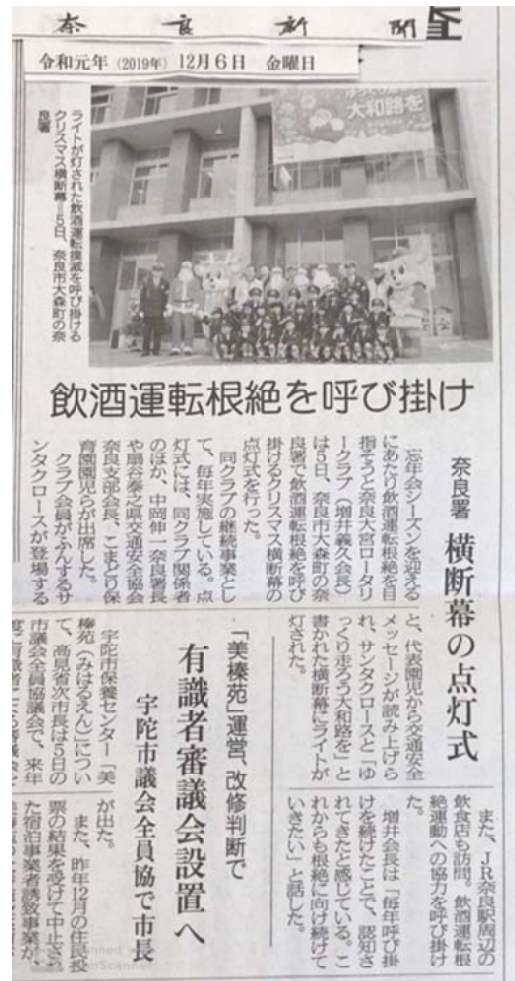 奈良新聞
令和元年(2019年) 12月6日 金曜日
大和路を
ライトが灯された飲酒運転撲滅を呼び掛ける
クリスマス横断幕=5日、奈良市大森町の奈
良署
飲酒運転根絶を呼び掛け
奈良署 横断幕の点灯式
忘年会シーズンを迎える
にあたり飲酒運転根絶を目
指そうと奈良大宮ロータリ
ークラブ(増井義久会長)
は5日、奈良市大森町の奈
良署で飲酒運転根絶を呼び
掛けるクリスマス横断幕の
点灯式を行った。
同クラブの継続事業とし
て、毎年実施している。点
灯式には、同クラブ関係者
のほか、中岡伸一奈良署長
や扇谷泰之県交通安全協会
奈良支部会長、こまどり保
育園園児らが出席した。
クラブ会員がふんするサ
ンタクロースが登場する
と、代表園児から交通安全
メッセージが読み上げら
れ、サンタクロースと「ゆ
っくり走ろう大和路を」と
書かれた横断幕にライトが
灯された。
また、JR奈良駅周辺の
飲食店も訪問。飲酒運転根
絶運動への協力を呼び掛け
た。
増井会長は「毎年呼び掛
けを続けたことで、認知さ
れてきたと感じている。こ
れからも根絶に向け続けて
いきたい」と話した。
「美榛苑」運営、改修判断で
有識者審議会設置へ
宇陀市議会全員協で市長
宇陀市保養センター「美
榛苑(みはるえん)につい
て、高見省次市長は5日の
市議会全員協議会で、来年
が出た。
また、昨年12月の住民投
票の結果を受けて中止され
た宿泊事業者誘致事業が、